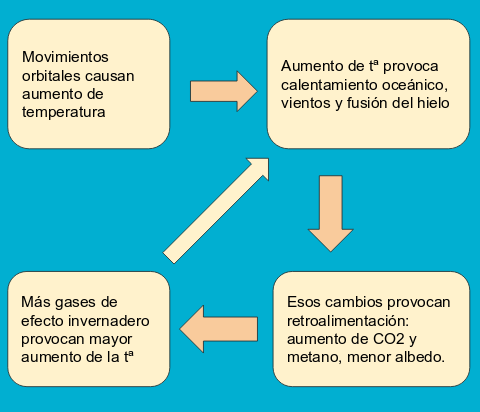 Movimientos
orbitales causan
aumento de
temperatura
Aumento de tª provoca
calentamiento oceánico,
vientos y fusión del hielo
Esos cambios provocan
retroalimentación:
aumento de CO2 y
metano, menor albedo.
Más gases de
efecto invernadero
provocan mayor
aumento de la tª